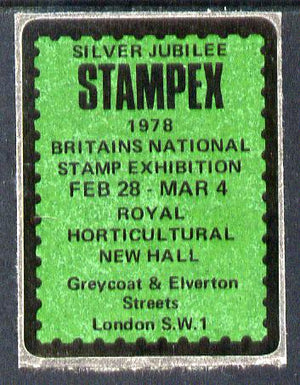 SILVER JUBILEE
STAMPEX
1978
BRITAINS NATIONAL
STAMP EXHIBITION
FEB 28 - MAR 4
ROYAL
HORTICULTURAL
NEW HALL
Greycoat & Elverton
Streets
London S.W.1